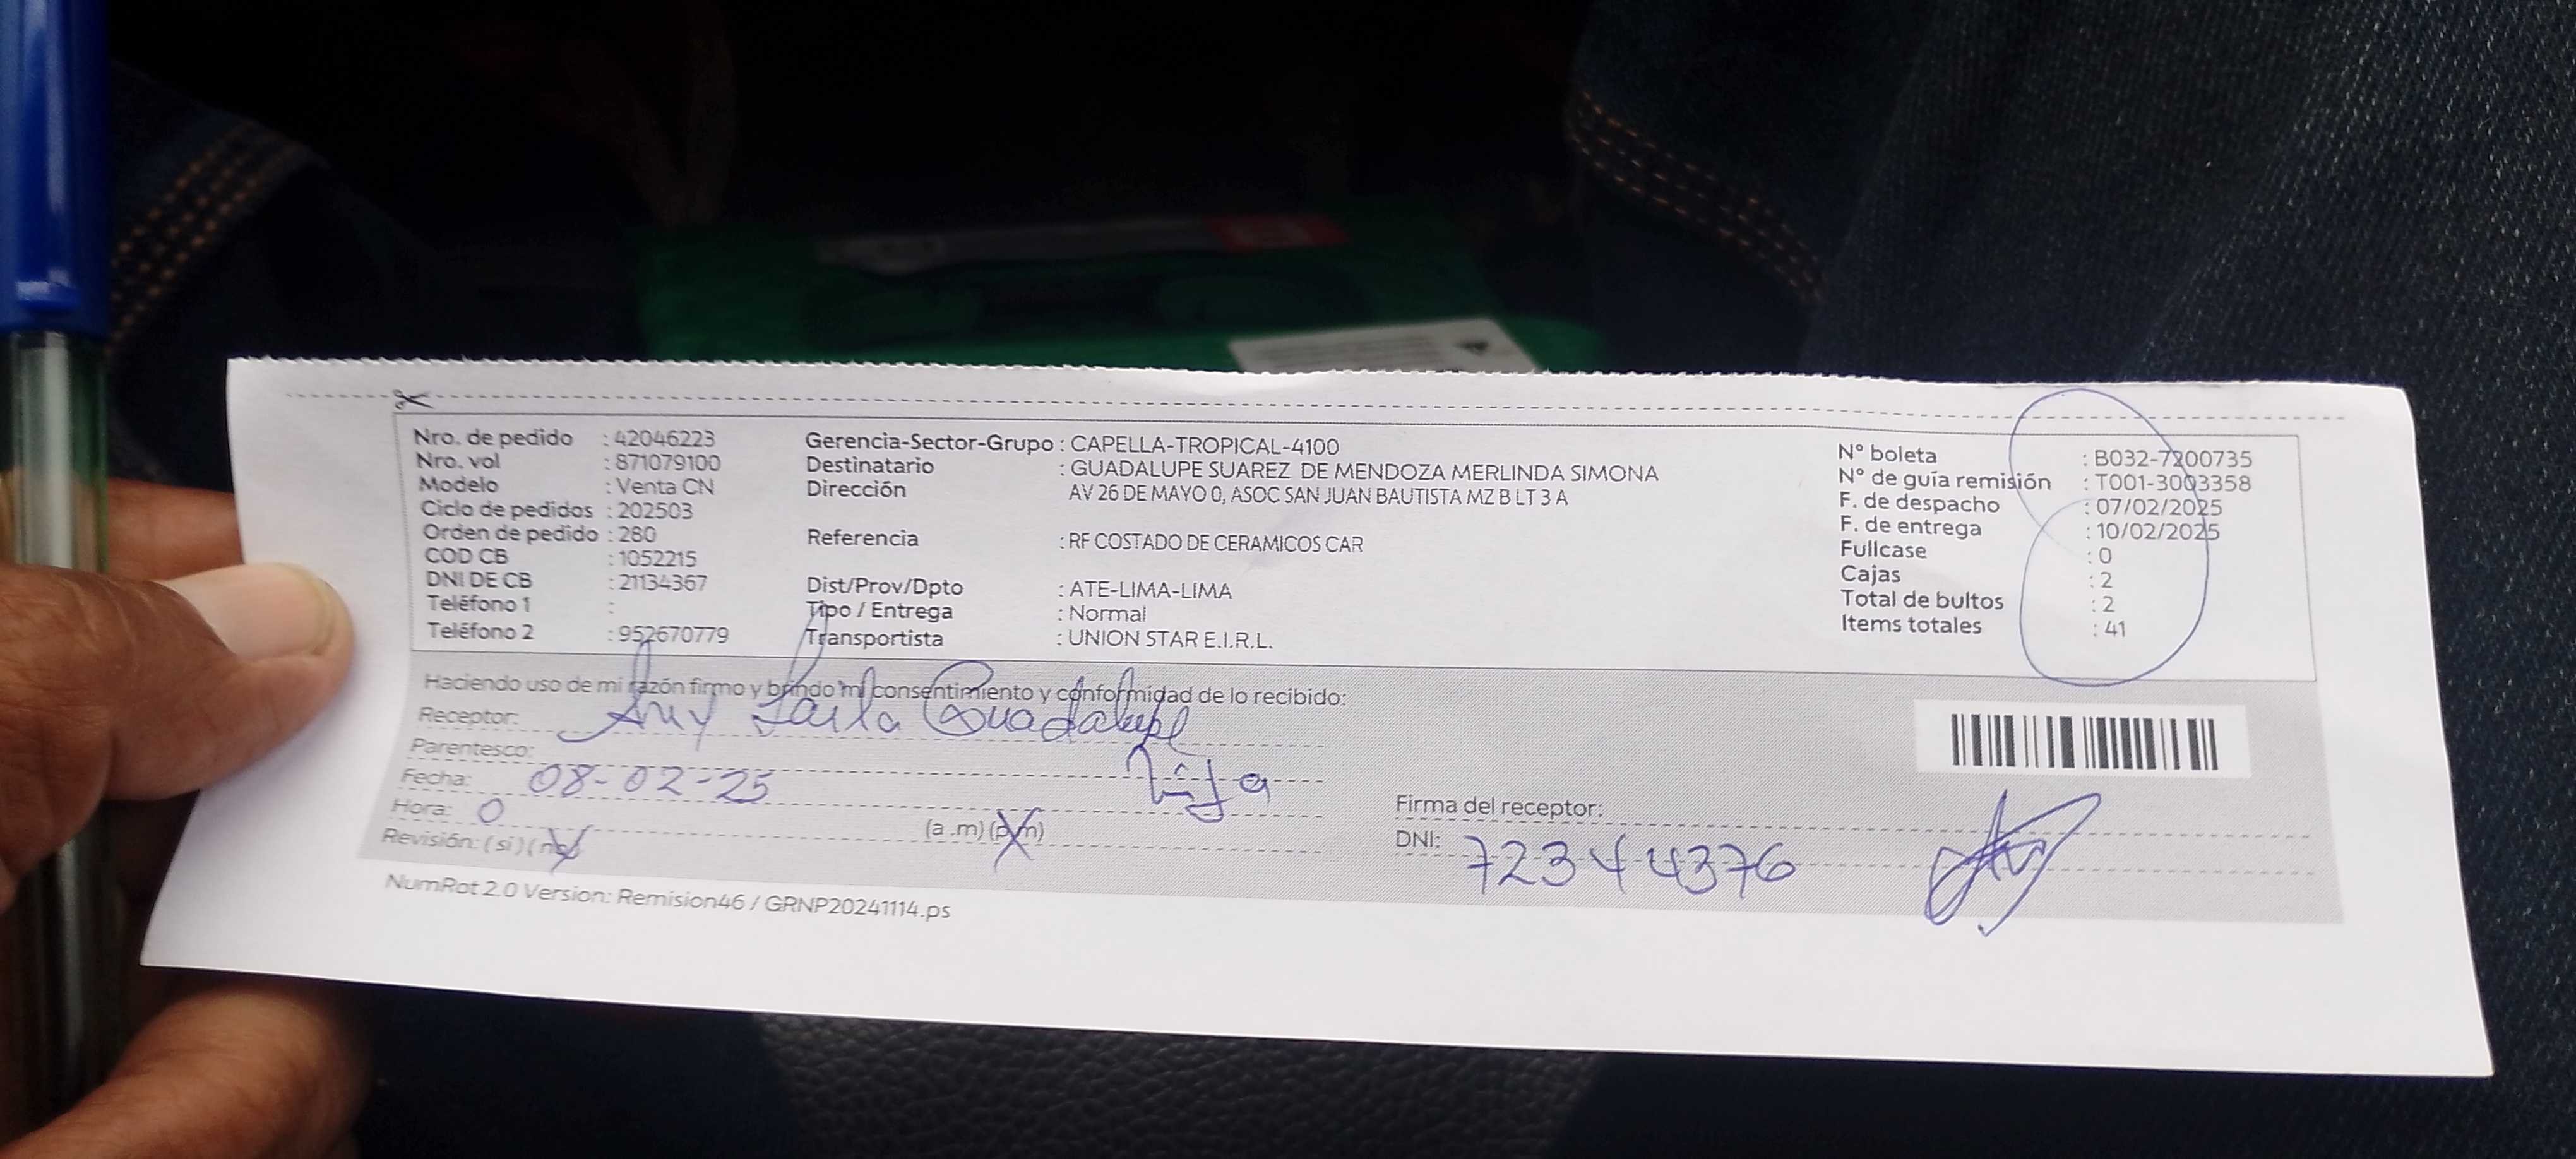 Nro. de pedido : 42046223
Nro. vol : 871079100
Modelo : Venta CN
Ciclo de pedidos : 202503
Orden de pedido : 280
COD CB : 1052215
DNI DE CB : 21134367
Teléfono 1 :
Teléfono 2 : 952670779
Gerencia-Sector-Grupo : CAPELLA-TROPICAL-4100
Destinatario : GUADALUPE SUAREZ DE MENDOZA MERLINDA SIMONA
Dirección AV 26 DE MAYO 0, ASOC SAN JUAN BAUTISTA MZ B LT 3 A
Referencia : RF COSTADO DE CERAMICOS CAR
Dist/Prov/Dpto : ATE-LIMA-LIMA
Tipo / Entrega : Normal
Transportista : UNION STAR E.I.R.L.
N° boleta : B032-7200735
N° de guía remisión : T001-3003358
F. de despacho : 07/02/2025
F. de entrega : 10/02/2025
Fullcase : 0
Cajas : 2
Total de bultos : 2
Items totales : 41
Haciendo uso de mi razón firmo y brindo mi consentimiento y conformidad de lo recibido:
Receptor: Guadalupe
Parentesco: hija
Fecha: 08-02-25
Hora: 0 (a .m) (p.m)
Revisión: ( si ) ( no )
Firma del receptor:
DNI: 72344376
NumRot 2.0 Version: Remision46 / GRNP20241114.ps